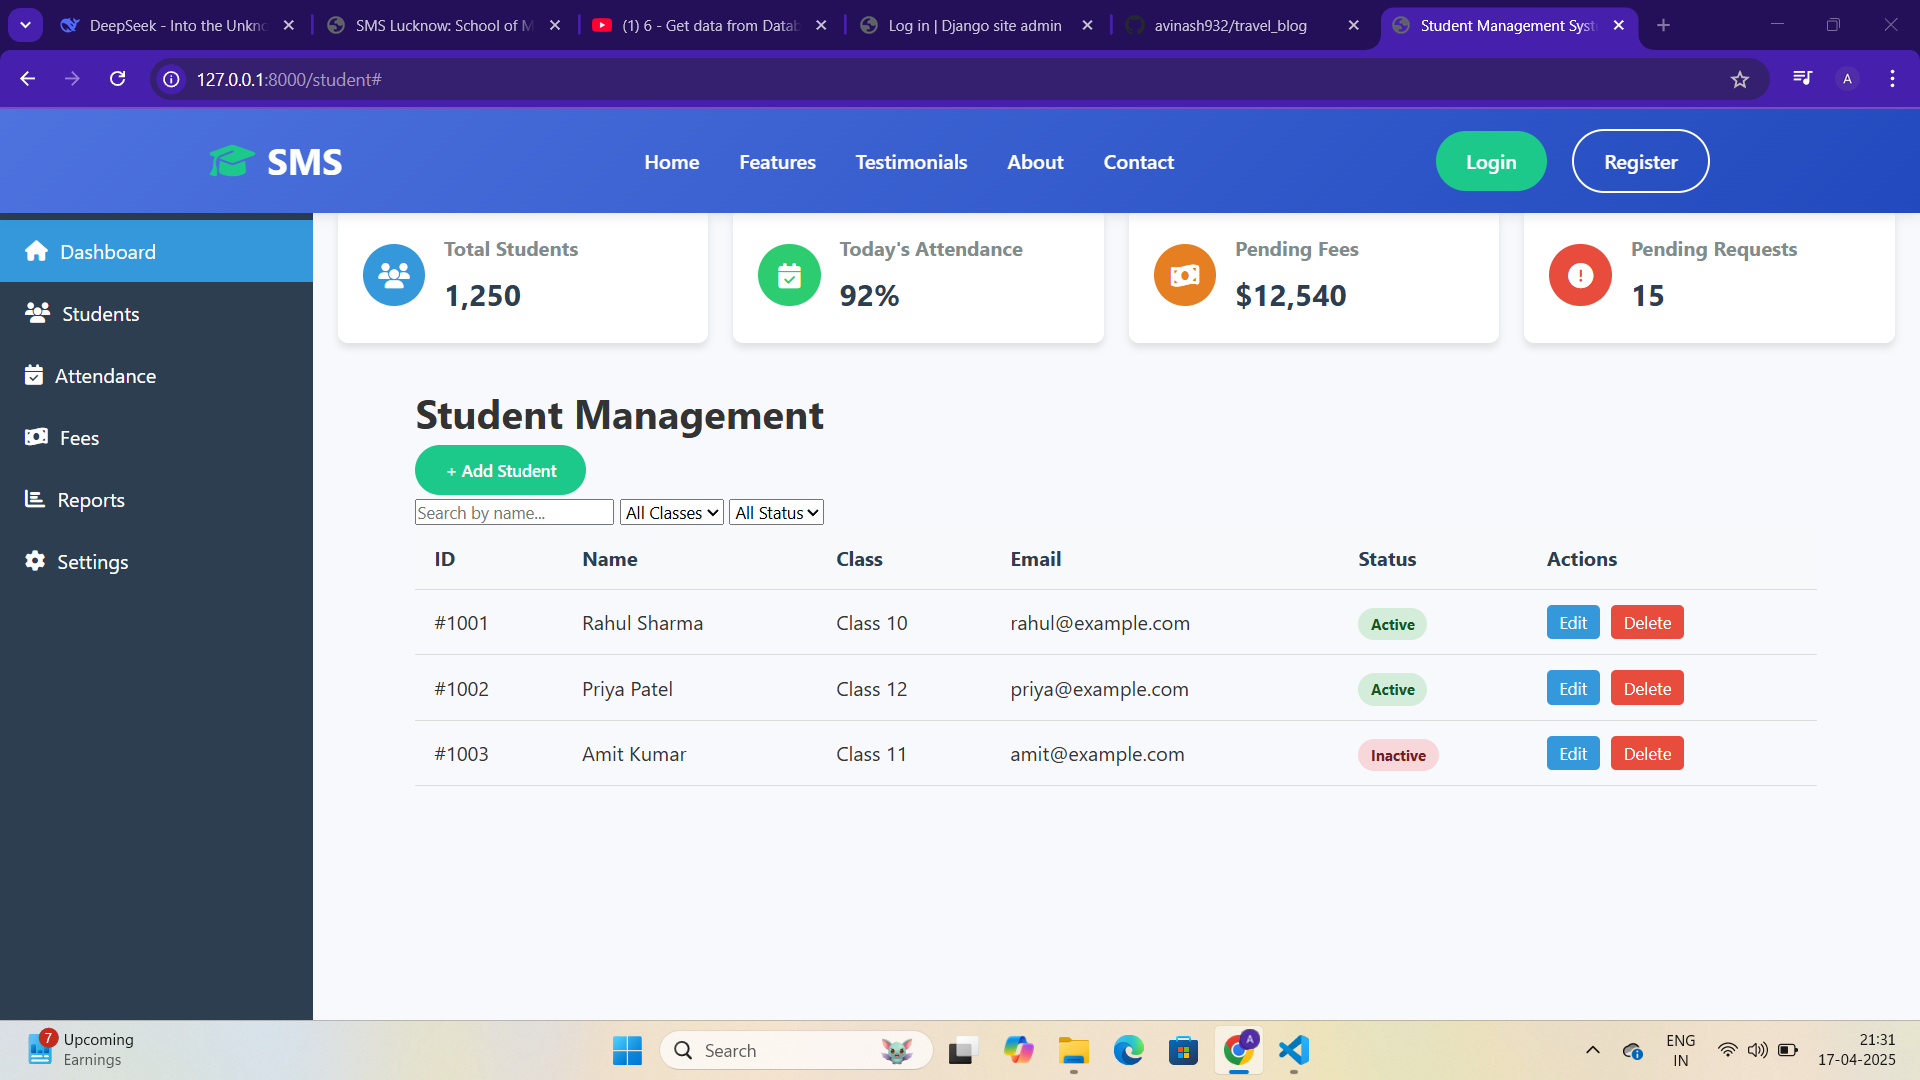 DeepSeek - Into the Unkno
SMS Lucknow: School of M
(1) 6 - Get data from Datab
Log in | Django site admin
avinash932/travel_blog
Student Management Syst
127.0.0.1:8000/student#
A
SMS
Home
Features
Testimonials
About
Contact
Login
Register
Dashboard
Students
Attendance
Fees
Reports
Settings
Total Students
1,250
Today's Attendance
92%
Pending Fees
$12,540
Pending Requests
15
Student Management
+ Add Student
Search by name... All Classes All Status
ID Name Class Email Status Actions
#1001 Rahul Sharma Class 10 rahul@example.com Active Edit Delete
#1002 Priya Patel Class 12 priya@example.com Active Edit Delete
#1003 Amit Kumar Class 11 amit@example.com Inactive Edit Delete
7
Upcoming
Earnings
Search
A
ENG
IN
21:31
17-04-2025